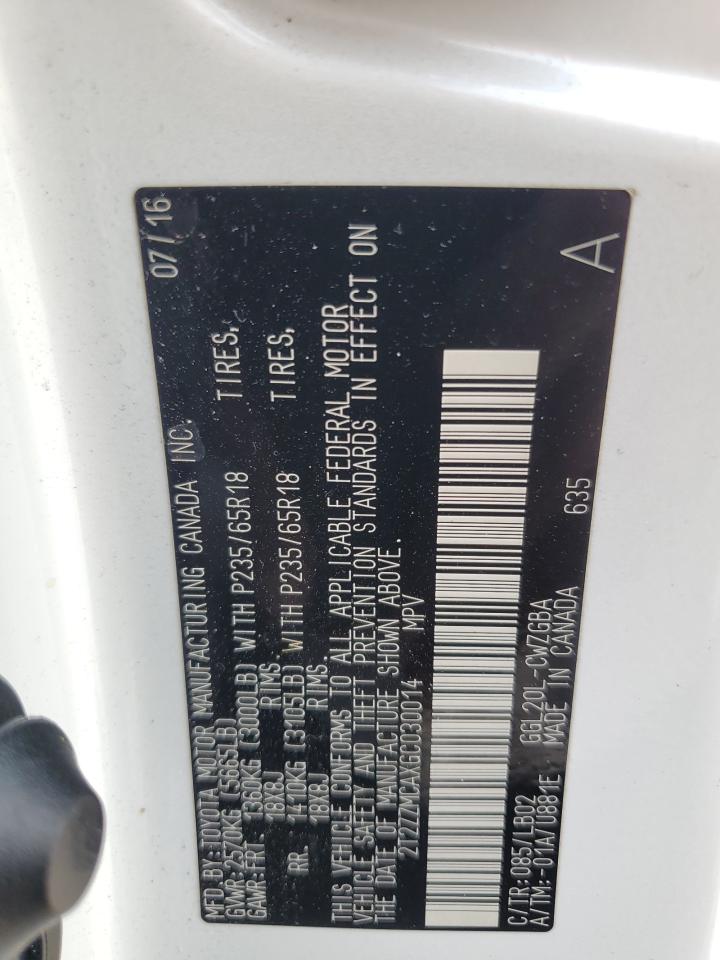 MFD BY:TOYOTA MOTOR MANUFACTURING CANADA INC. 07/16
GVWR:2570KG (5665LB)
GAWR:FRT. 1360KG (3000LB) WITH P235/65R18 TIRES,
18X8J RIMS.
RR. 1410KG (3105LB) WITH P235/65R18 TIRES,
18X8J RIMS.
THIS VEHICLE CONFORMS TO ALL APPLICABLE FEDERAL MOTOR
VEHICLE SAFETY AND THEFT PREVENTION STANDARDS IN EFFECT ON
THE DATE OF MANUFACTURE SHOWN ABOVE.
2T2ZZMCAXGC030014 MPV
C/TR:085/LB02 GGL20L-CWZGBA
A/TM:-01A/U881E MADE IN CANADA 635 A